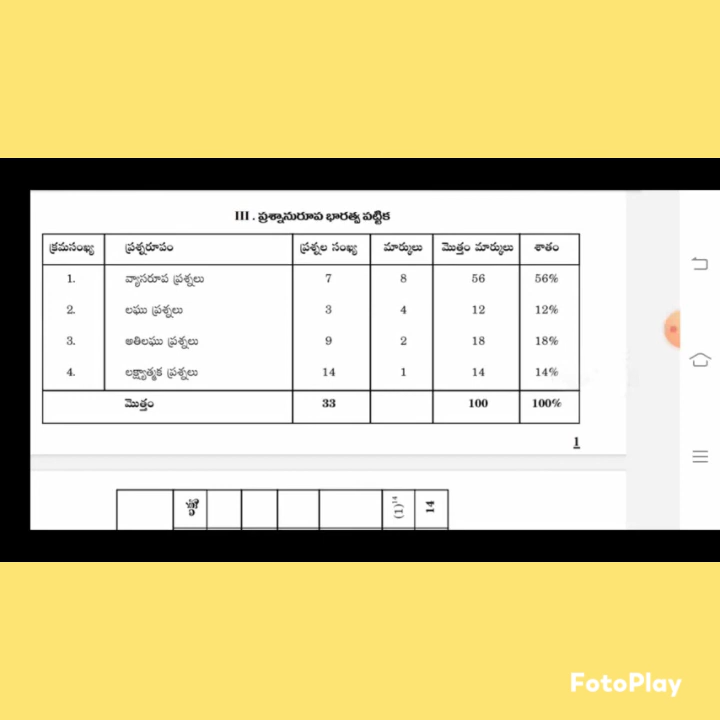 III . ప్రశ్నానురూప భారత్వ పట్టిక
క్రమసంఖ్య ప్రశ్నరూపం ప్రశ్నల సంఖ్య మార్కులు మొత్తం మార్కులు శాతం
1. వ్యాసరూప ప్రశ్నలు 7 8 56 56%
2. లఘు ప్రశ్నలు 3 4 12 12%
3. అతిలఘు ప్రశ్నలు 9 2 18 18%
4. లక్ష్యాత్మక ప్రశ్నలు 14 1 14 14%
మొత్తం 33 100 100%
1
(1)14 14
FotoPlay